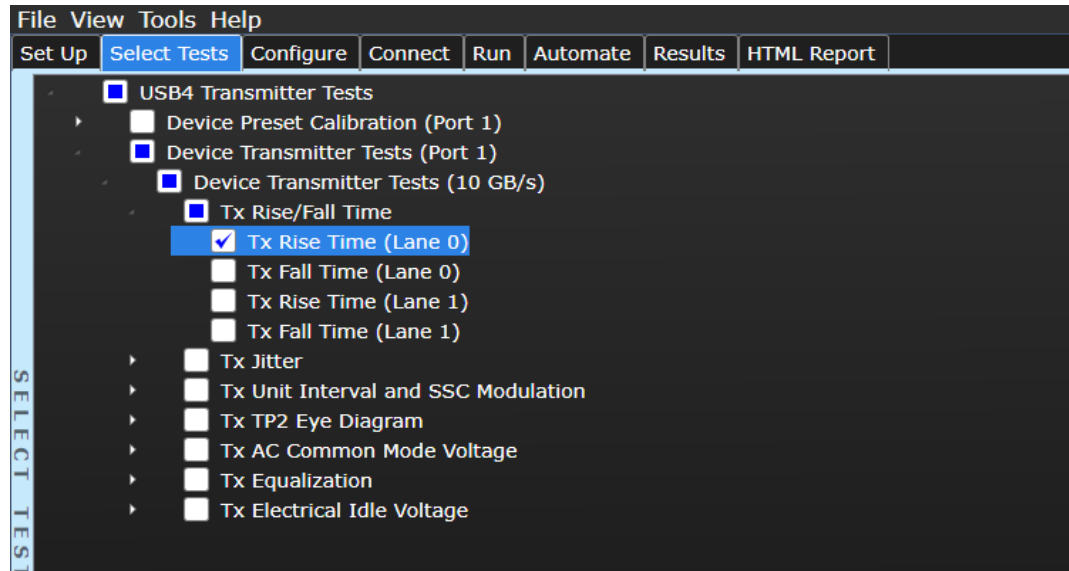 File View Tools Help
Set Up Select Tests Configure Connect Run Automate Results HTML Report
USB4 Transmitter Tests
Device Preset Calibration (Port 1)
Device Transmitter Tests (Port 1)
Device Transmitter Tests (10 GB/s)
Tx Rise/Fall Time
Tx Rise Time (Lane 0)
Tx Fall Time (Lane 0)
Tx Rise Time (Lane 1)
Tx Fall Time (Lane 1)
Tx Jitter
Tx Unit Interval and SSC Modulation
Tx TP2 Eye Diagram
Tx AC Common Mode Voltage
Tx Equalization
Tx Electrical Idle Voltage
SELECT TEST